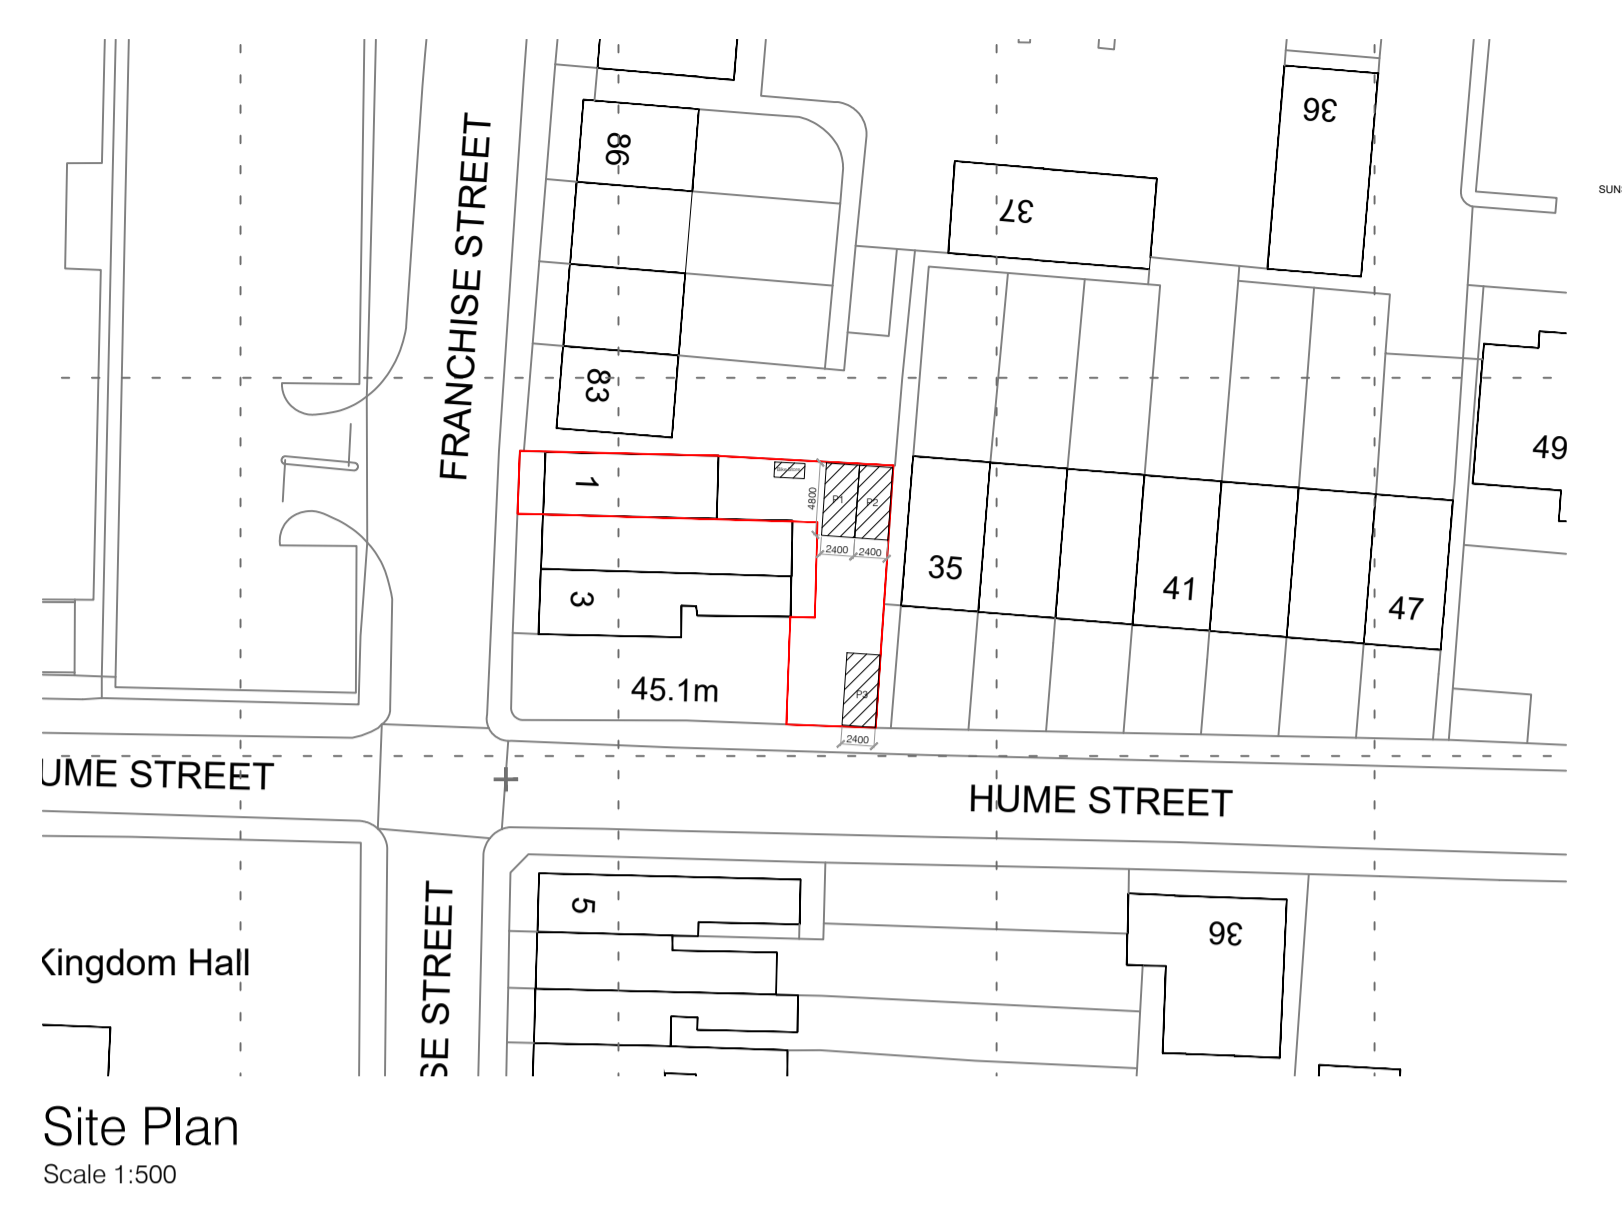 36
86
FRANCHISE STREET
SUN
37
83
49
1
P1
P2
4800
2400
2400
35
41
47
3
45.1m
P3
2400
UME STREET
HUME STREET
5
36
SE STREET
Kingdom Hall
Site Plan
Scale 1:500